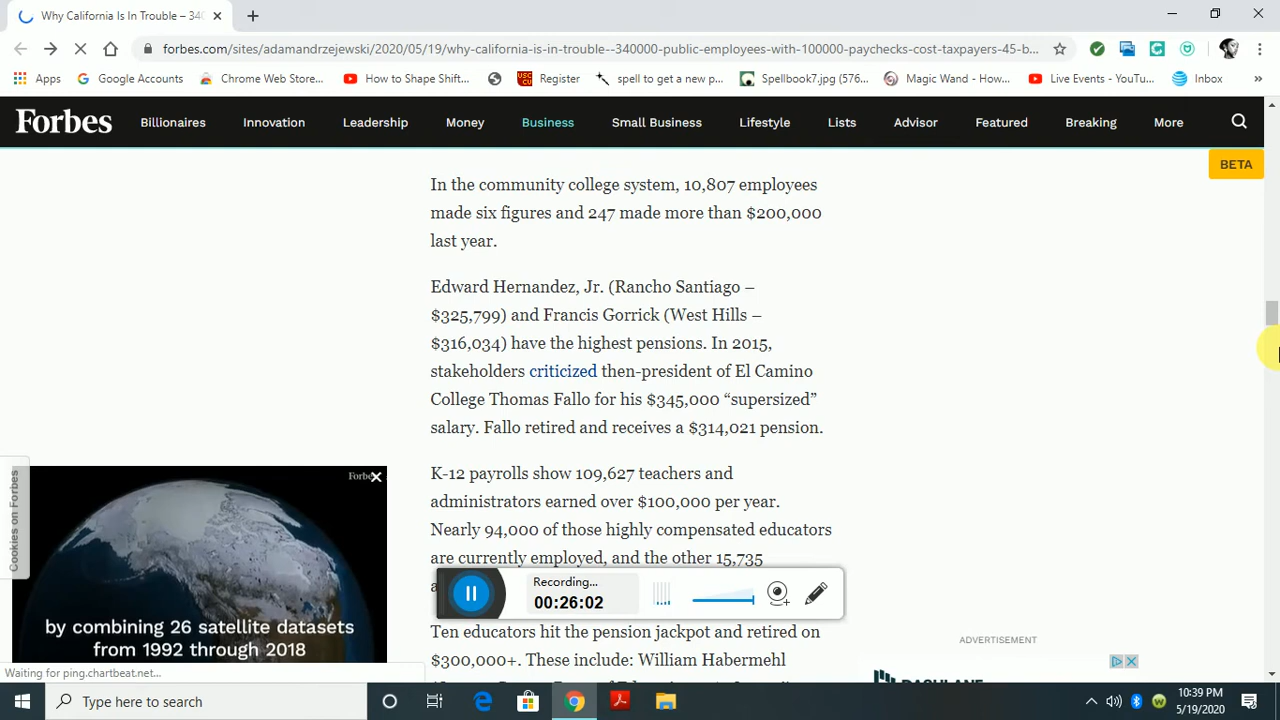 Why California Is In Trouble – 340
forbes.com/sites/adamandrzejewski/2020/05/19/why-california-is-in-trouble--340000-public-employees-with-100000-paychecks-cost-taxpayers-45-b...
Apps Google Accounts Chrome Web Store... How to Shape Shift... Register spell to get a new p... Spellbook7.jpg (576... Magic Wand - How... Live Events - YouTu... Inbox »
Forbes Billionaires Innovation Leadership Money Business Small Business Lifestyle Lists Advisor Featured Breaking More
BETA
In the community college system, 10,807 employees
made six figures and 247 made more than $200,000
last year.
Edward Hernandez, Jr. (Rancho Santiago –
$325,799) and Francis Gorrick (West Hills –
$316,034) have the highest pensions. In 2015,
stakeholders criticized then-president of El Camino
College Thomas Fallo for his $345,000 “supersized”
salary. Fallo retired and receives a $314,021 pension.
K-12 payrolls show 109,627 teachers and
administrators earned over $100,000 per year.
Nearly 94,000 of those highly compensated educators
are currently employed, and the other 15,735
Ten educators hit the pension jackpot and retired on
$300,000+. These include: William Habermehl
Cookies on Forbes
Forbes
by combining 26 satellite datasets
from 1992 through 2018
Recording...
00:26:02
ADVERTISEMENT
Waiting for ping.chartbeat.net...
Type here to search
10:39 PM
5/19/2020